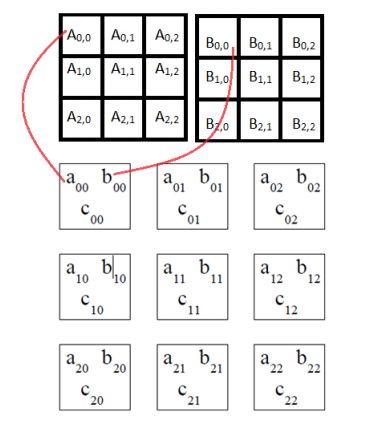 A0,0 A0,1 A0,2 B0,0 B0,1 B0,2
A1,0 A1,1 A1,2 B1,0 B1,1 B1,2
A2,0 A2,1 A2,2 B2,0 B2,1 B2,2
a00 b00 a01 b01 a02 b02
c00 c01 c02
a10 b10 a11 b11 a12 b12
c10 c11 c12
a20 b20 a21 b21 a22 b22
c20 c21 c22